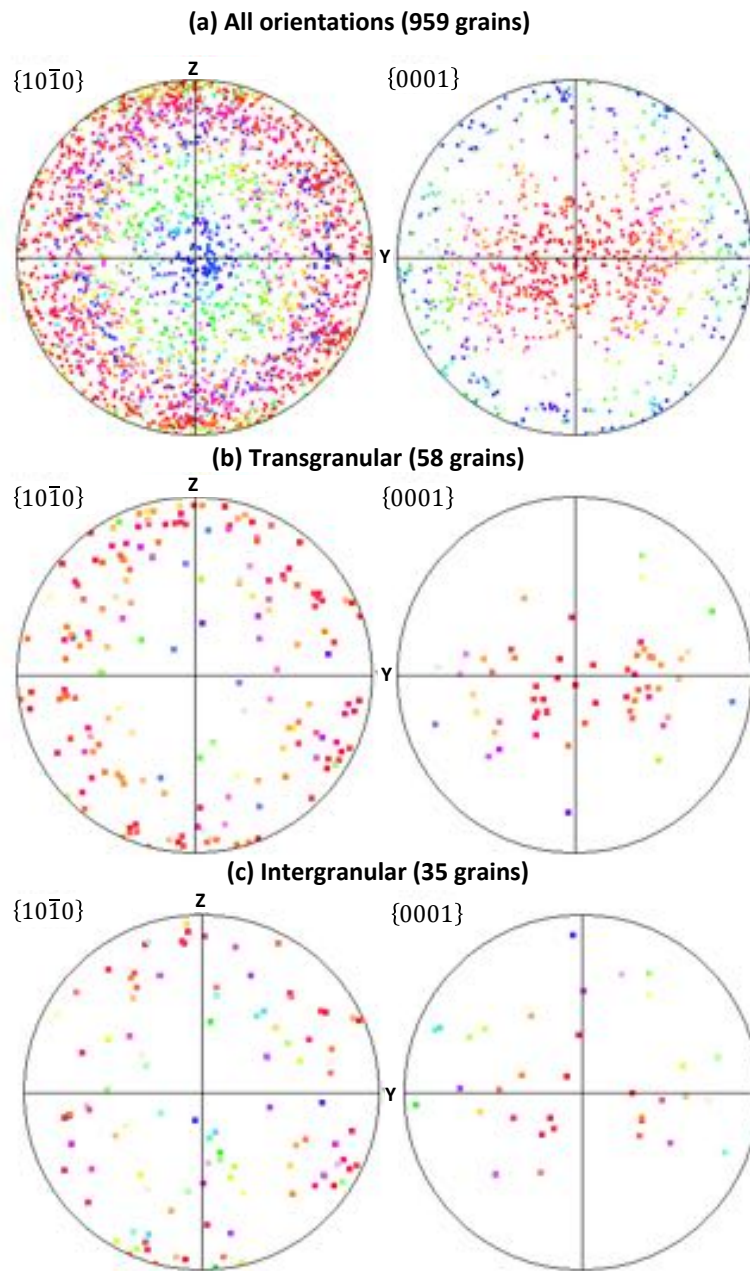 (a) All orientations (959 grains)
{101̅0} Z {0001}
Y
(b) Transgranular (58 grains)
{101̅0} Z {0001}
Y
(c) Intergranular (35 grains)
{101̅0} Z {0001}
Y